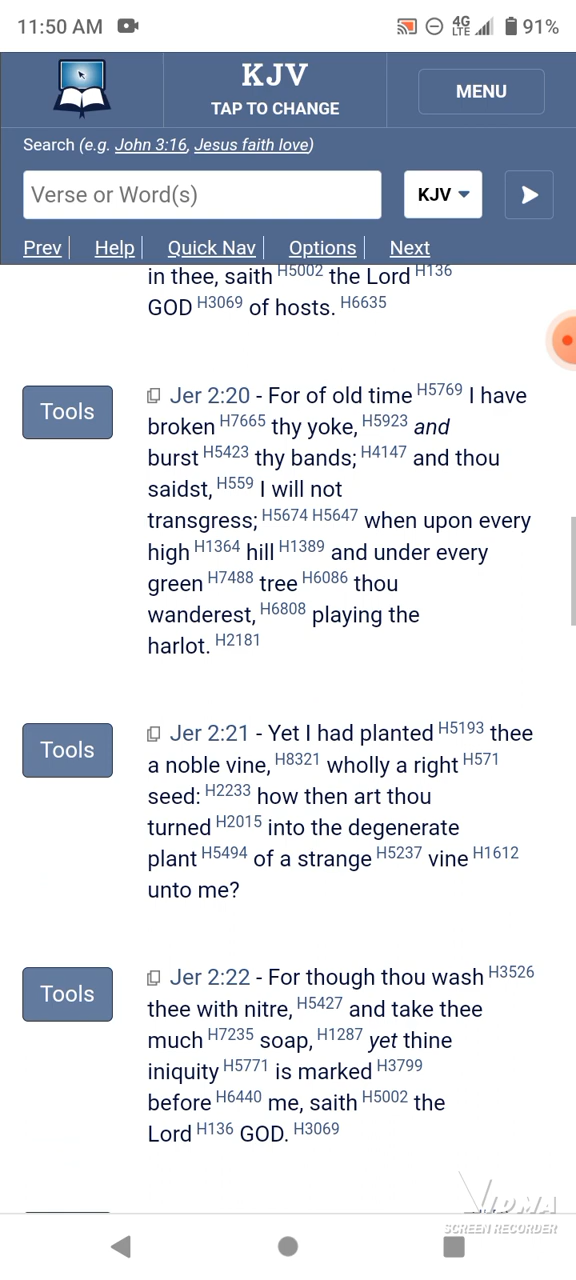 11:50 AM
4G
LTE
91%
KJV
TAP TO CHANGE
MENU
Search (e.g. John 3:16, Jesus faith love)
Verse or Word(s)
KJV
Prev Help Quick Nav Options Next
in thee, saith H5002 the Lord H136
GOD H3069 of hosts. H6635
Tools
Jer 2:20 - For of old time H5769 I have
broken H7665 thy yoke, H5923 and
burst H5423 thy bands; H4147 and thou
saidst, H559 I will not
transgress; H5674 H5647 when upon every
high H1364 hill H1389 and under every
green H7488 tree H6086 thou
wanderest, H6808 playing the
harlot. H2181
Tools
Jer 2:21 - Yet I had planted H5193 thee
a noble vine, H8321 wholly a right H571
seed: H2233 how then art thou
turned H2015 into the degenerate
plant H5494 of a strange H5237 vine H1612
unto me?
Tools
Jer 2:22 - For though thou wash H3526
thee with nitre, H5427 and take thee
much H7235 soap, H1287 yet thine
iniquity H5771 is marked H3799
before H6440 me, saith H5002 the
Lord H136 GOD. H3069
VIDMA
SCREEN RECORDER